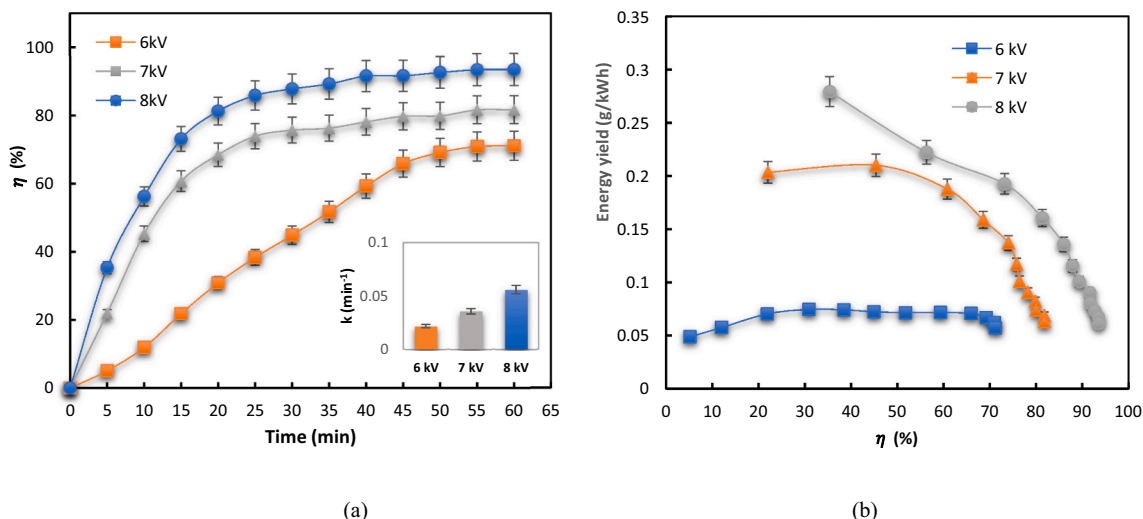 100
80
60
40
20
0
η (%)
6kV
7kV
8kV
0 5 10 15 20 25 30 35 40 45 50 55 60 65
Time (min)
0.1
0.05
0
k (min⁻¹)
6 kV 7 kV 8 kV
(a)
0.35
0.3
0.25
0.2
0.15
0.1
0.05
0
Energy yield (g/kWh)
6 kV
7 kV
8 kV
0 10 20 30 40 50 60 70 80 90 100
η (%)
(b)